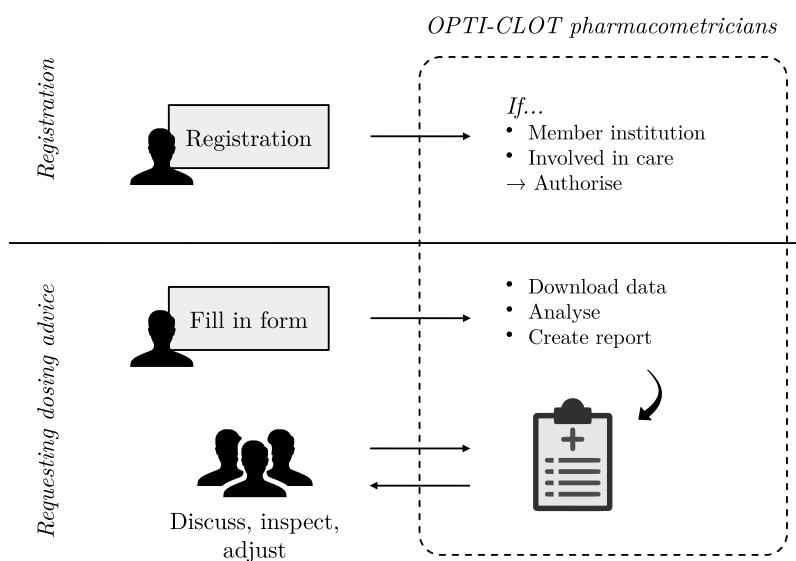 OPTI-CLOT pharmacometricians
Registration
Registration
If...
• Member institution
• Involved in care
→ Authorise
Requesting dosing advice
Fill in form
• Download data
• Analyse
• Create report
Discuss, inspect,
adjust